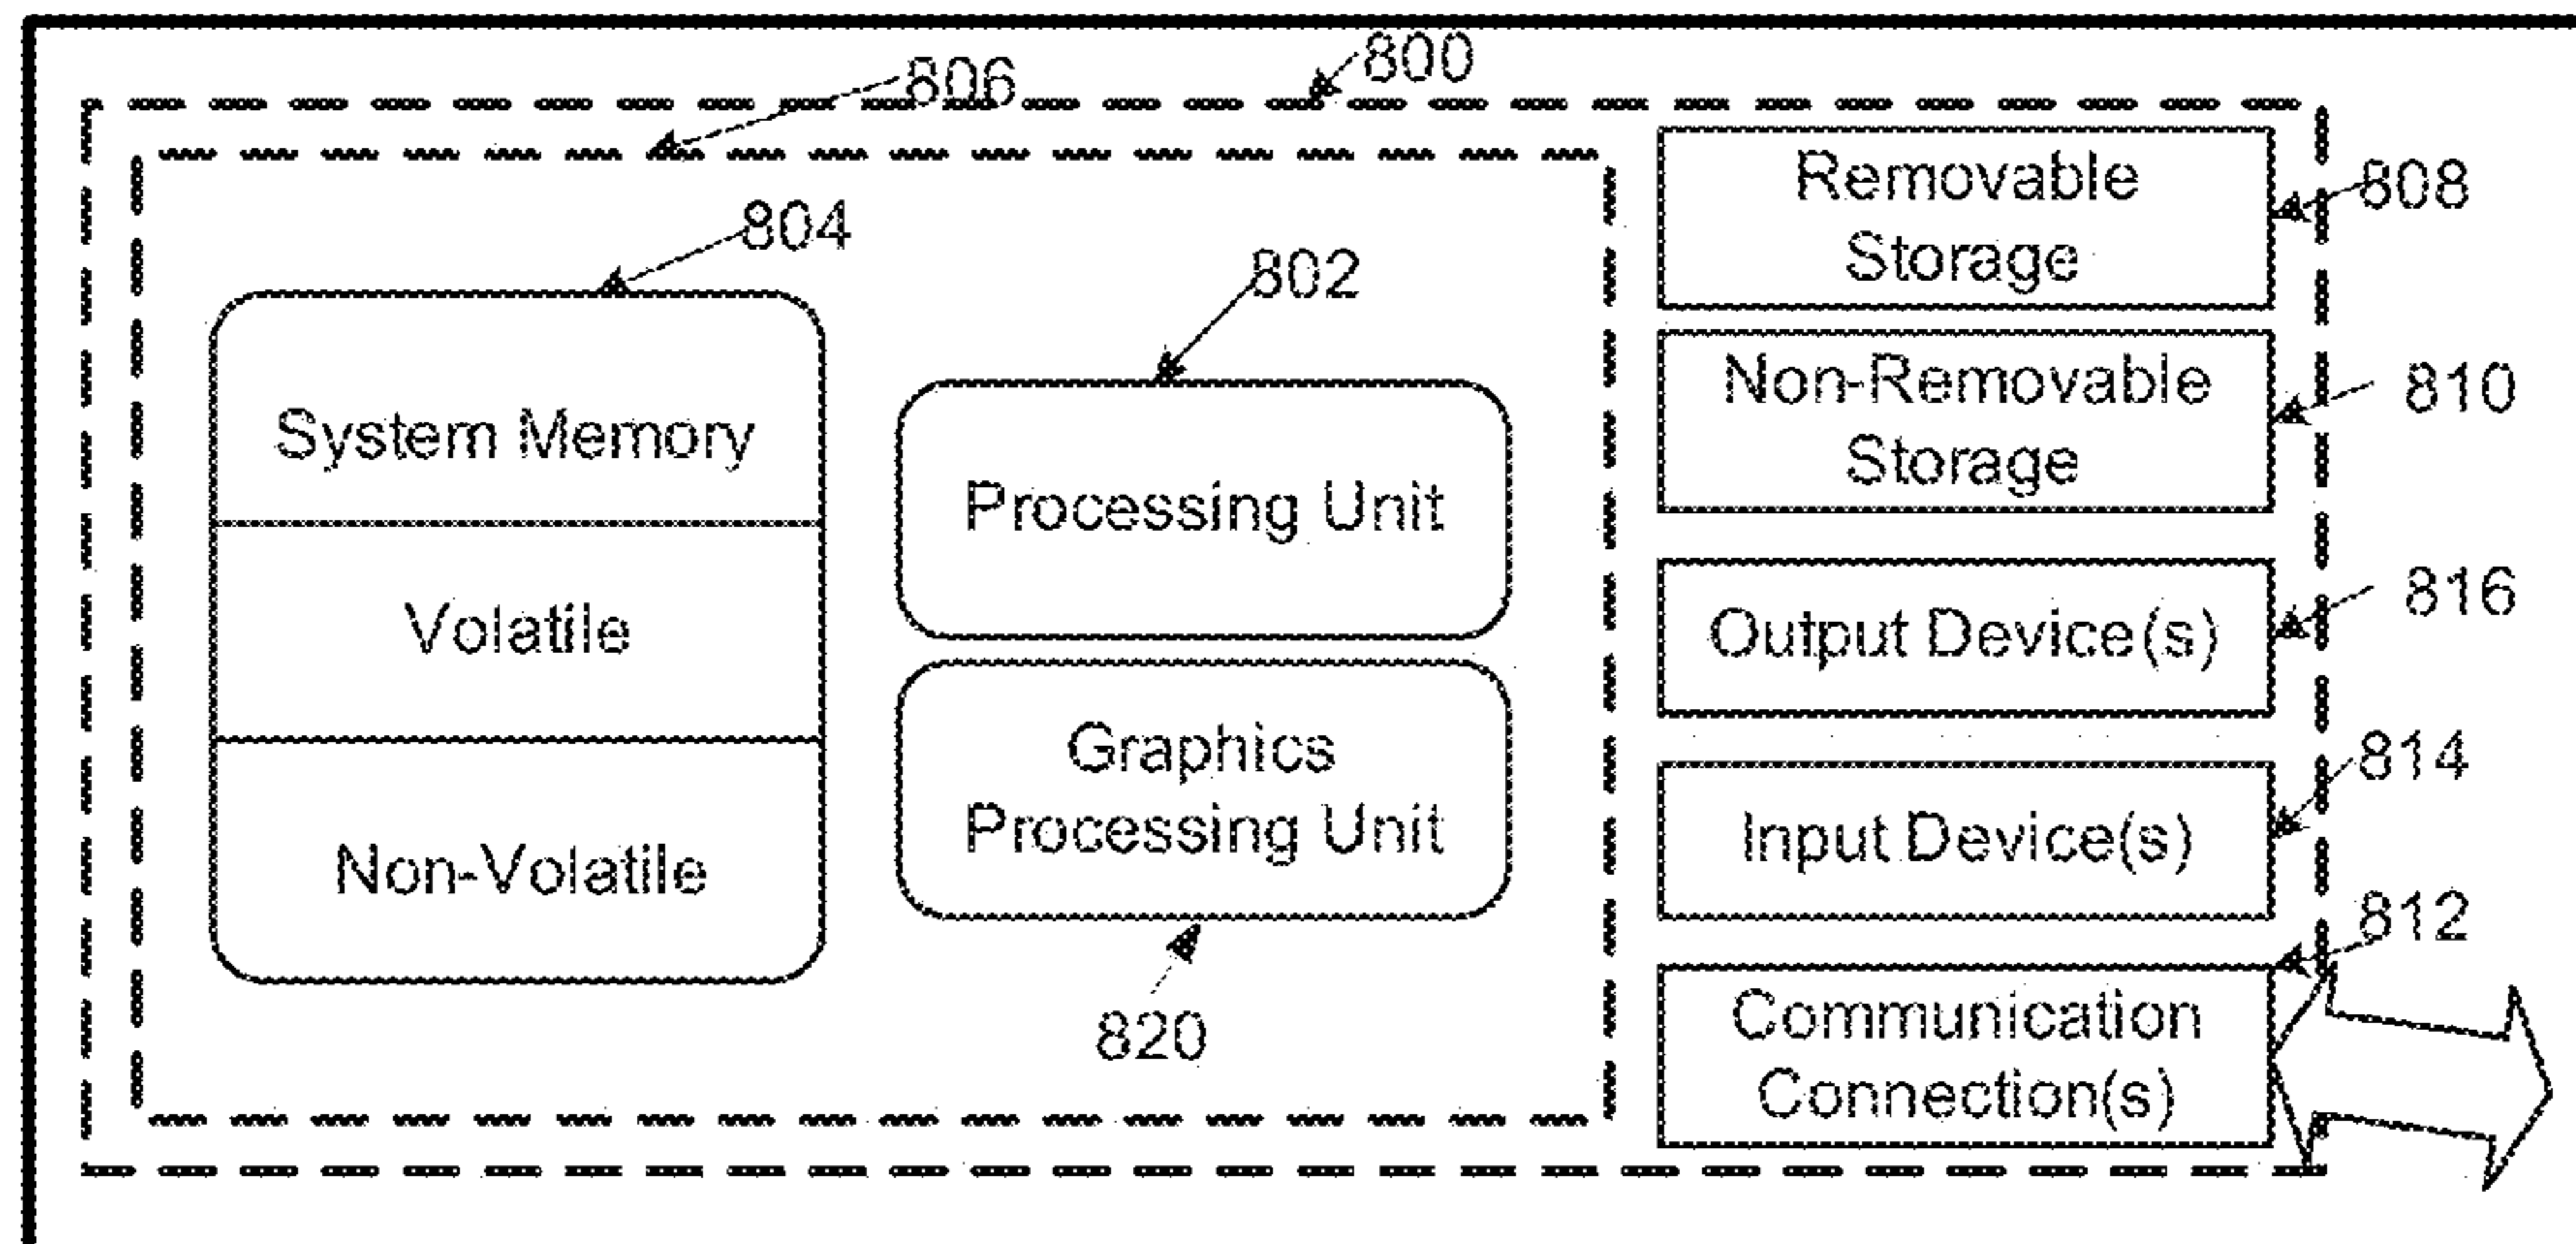 806
800
Removable
Storage
808
804
802
Non-Removable
Storage
810
System Memory
Processing Unit
Output Device(s)
816
Volatile
Graphics
Processing Unit
Input Device(s)
814
Non-Volatile
812
820
Communication
Connection(s)